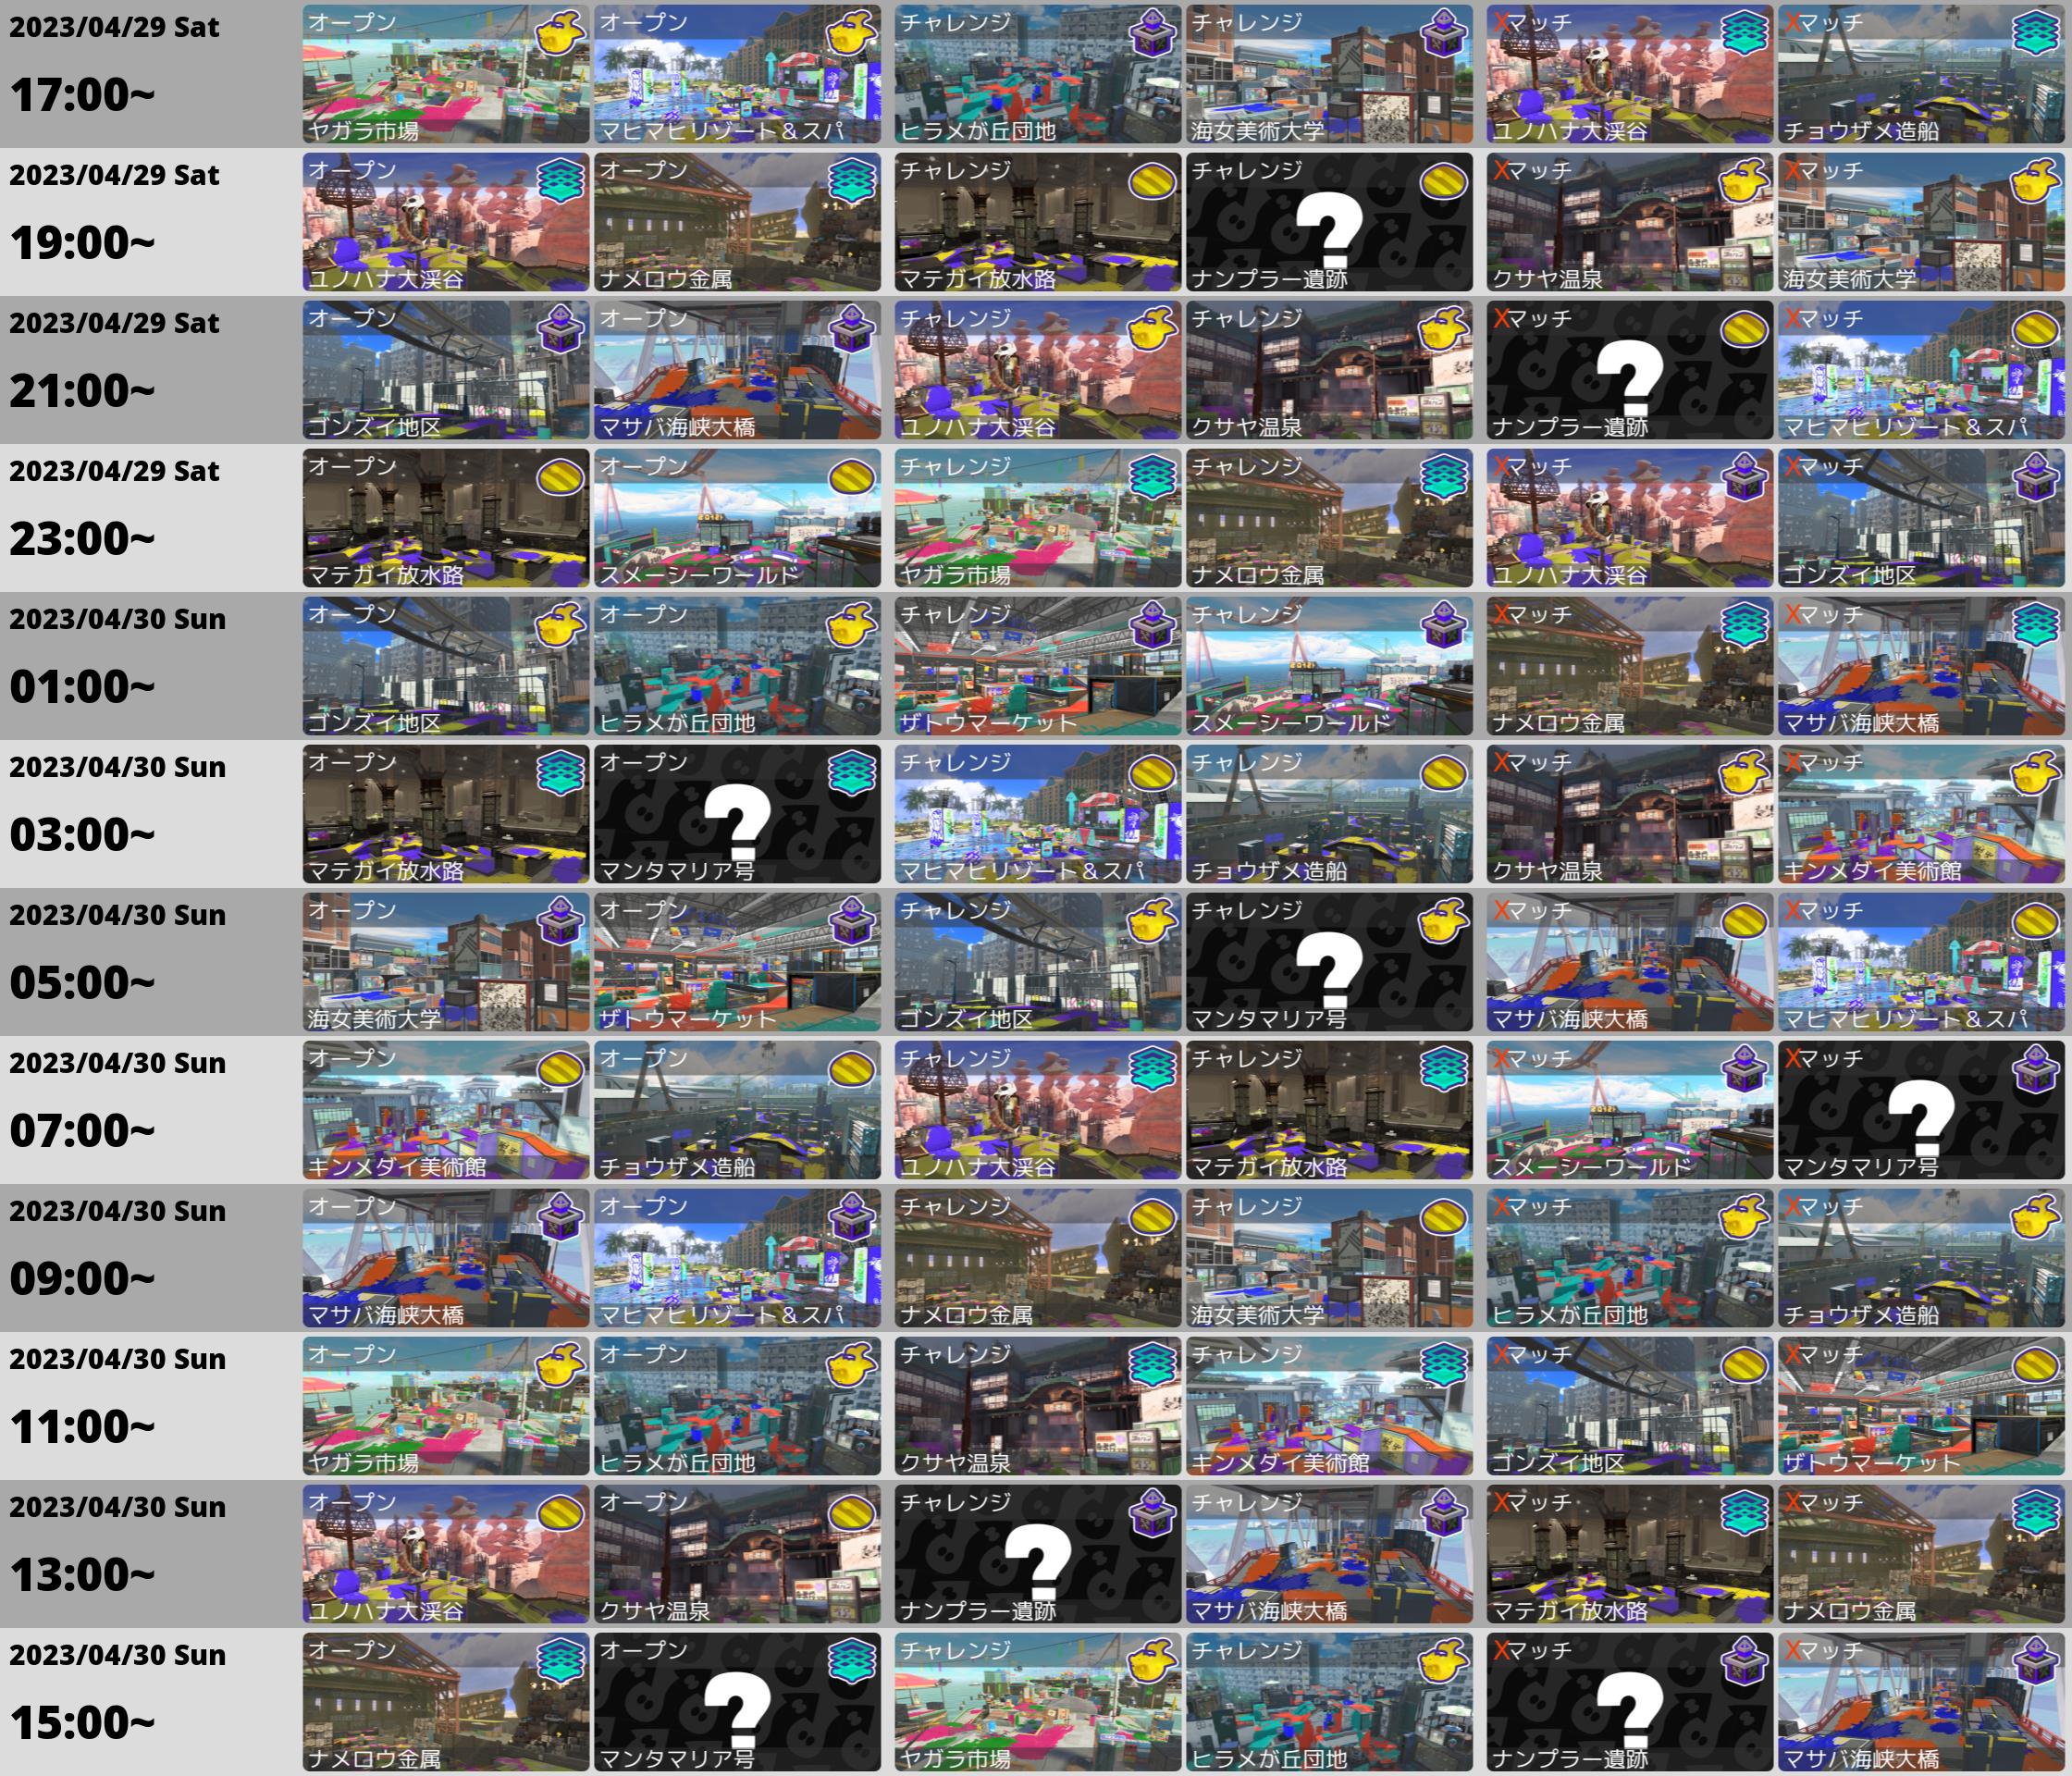 2023/04/29 Sat
17:00~
オープン
ヤガラ市場
オープン
マヒマヒリゾート＆スパ
チャレンジ
ヒラメが丘団地
チャレンジ
海女美術大学
Xマッチ
ユノハナ大渓谷
Xマッチ
チョウザメ造船
2023/04/29 Sat
19:00~
オープン
ユノハナ大渓谷
オープン
ナメロウ金属
チャレンジ
マテガイ放水路
チャレンジ
?
ナンプラー遺跡
Xマッチ
クサヤ温泉
Xマッチ
海女美術大学
2023/04/29 Sat
21:00~
オープン
ゴンズイ地区
オープン
マサバ海峡大橋
チャレンジ
ユノハナ大渓谷
チャレンジ
クサヤ温泉
Xマッチ
?
ナンプラー遺跡
Xマッチ
マヒマヒリゾート＆スパ
2023/04/29 Sat
23:00~
オープン
マテガイ放水路
オープン
スメーシーワールド
チャレンジ
ヤガラ市場
チャレンジ
ナメロウ金属
Xマッチ
ユノハナ大渓谷
Xマッチ
ゴンズイ地区
2023/04/30 Sun
01:00~
オープン
ゴンズイ地区
オープン
ヒラメが丘団地
チャレンジ
ザトウマーケット
チャレンジ
スメーシーワールド
Xマッチ
ナメロウ金属
Xマッチ
マサバ海峡大橋
2023/04/30 Sun
03:00~
オープン
マテガイ放水路
オープン
?
マンタマリア号
チャレンジ
マヒマヒリゾート＆スパ
チャレンジ
チョウザメ造船
Xマッチ
クサヤ温泉
Xマッチ
キンメダイ美術館
2023/04/30 Sun
05:00~
オープン
海女美術大学
オープン
ザトウマーケット
チャレンジ
ゴンズイ地区
チャレンジ
?
マンタマリア号
Xマッチ
マサバ海峡大橋
Xマッチ
マヒマヒリゾート＆スパ
2023/04/30 Sun
07:00~
オープン
キンメダイ美術館
オープン
チョウザメ造船
チャレンジ
ユノハナ大渓谷
チャレンジ
マテガイ放水路
Xマッチ
スメーシーワールド
Xマッチ
?
マンタマリア号
2023/04/30 Sun
09:00~
オープン
マサバ海峡大橋
オープン
マヒマヒリゾート＆スパ
チャレンジ
ナメロウ金属
チャレンジ
海女美術大学
Xマッチ
ヒラメが丘団地
Xマッチ
チョウザメ造船
2023/04/30 Sun
11:00~
オープン
ヤガラ市場
オープン
ヒラメが丘団地
チャレンジ
クサヤ温泉
チャレンジ
キンメダイ美術館
Xマッチ
ゴンズイ地区
Xマッチ
ザトウマーケット
2023/04/30 Sun
13:00~
オープン
ユノハナ大渓谷
オープン
クサヤ温泉
チャレンジ
?
ナンプラー遺跡
チャレンジ
マサバ海峡大橋
Xマッチ
マテガイ放水路
Xマッチ
ナメロウ金属
2023/04/30 Sun
15:00~
オープン
ナメロウ金属
オープン
?
マンタマリア号
チャレンジ
ヤガラ市場
チャレンジ
ヒラメが丘団地
Xマッチ
?
ナンプラー遺跡
Xマッチ
マサバ海峡大橋